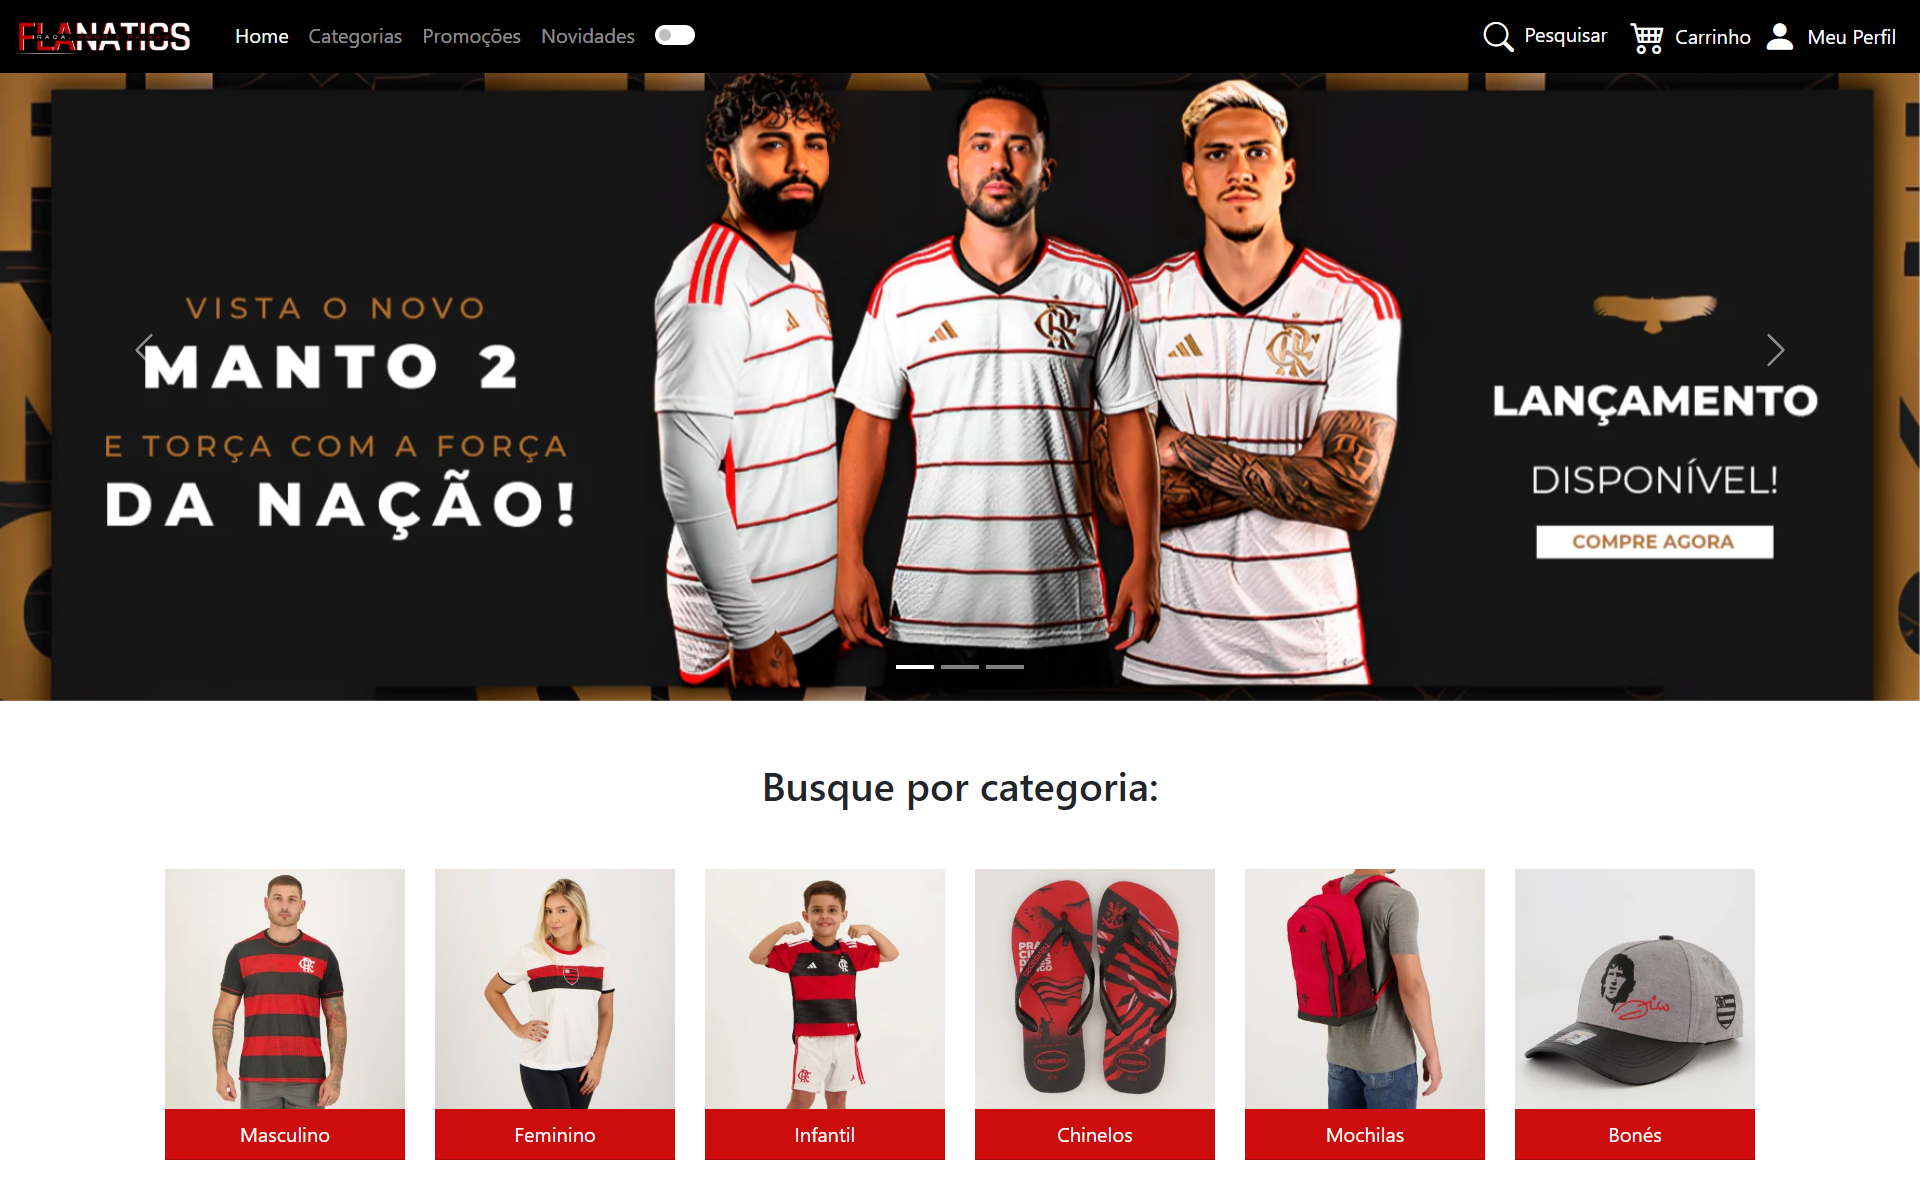 FLANATICS
Home
Categorias
Promoções
Novidades
Pesquisar
Carrinho
Meu Perfil
VISTA O NOVO
MANTO 2
E TORÇA COM A FORÇA
DA NAÇÃO!
LANÇAMENTO
DISPONÍVEL!
COMPRE AGORA
Busque por categoria:
Zico
Masculino
Feminino
Infantil
Chinelos
Mochilas
Bonés